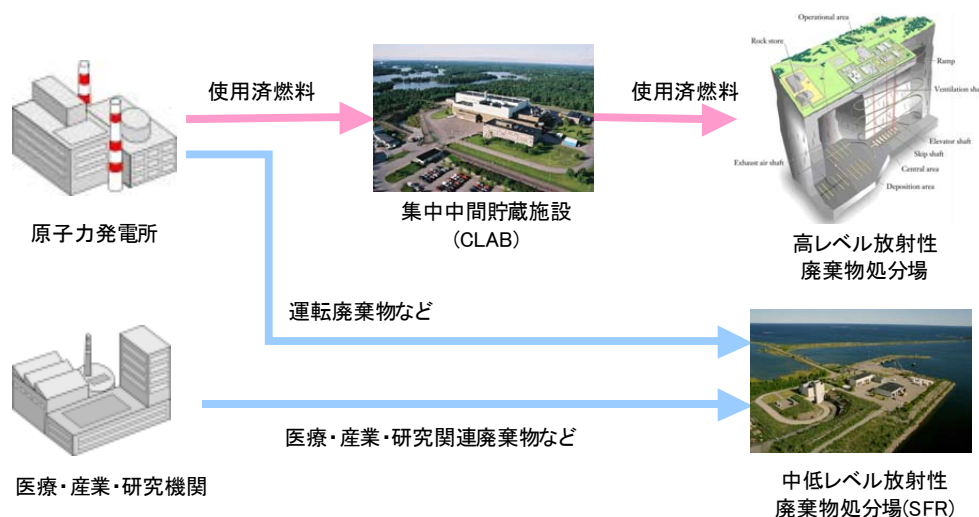 使用済燃料
使用済燃料
Operational area
Rock store
Ramp
Ventilation sha
Elevator shaft
Skip shaft
Exhaust air shaft
Central area
Deposition area
原子力発電所
集中中間貯蔵施設
(CLAB)
高レベル放射性
廃棄物処分場
運転廃棄物など
医療・産業・研究関連廃棄物など
医療・産業・研究機関
中低レベル放射性
廃棄物処分場(SFR)